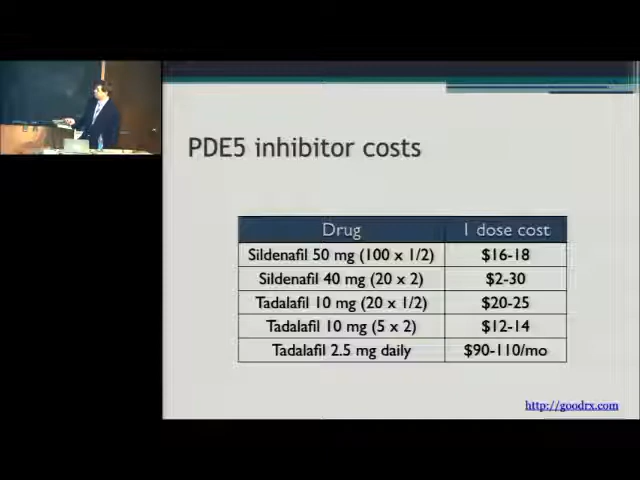 PDE5 inhibitor costs
Drug 1 dose cost
Sildenafil 50 mg (100 x 1/2) $16-18
Sildenafil 40 mg (20 x 2) $2-30
Tadalafil 10 mg (20 x 1/2) $20-25
Tadalafil 10 mg (5 x 2) $12-14
Tadalafil 2.5 mg daily $90-110/mo
http://goodrx.com